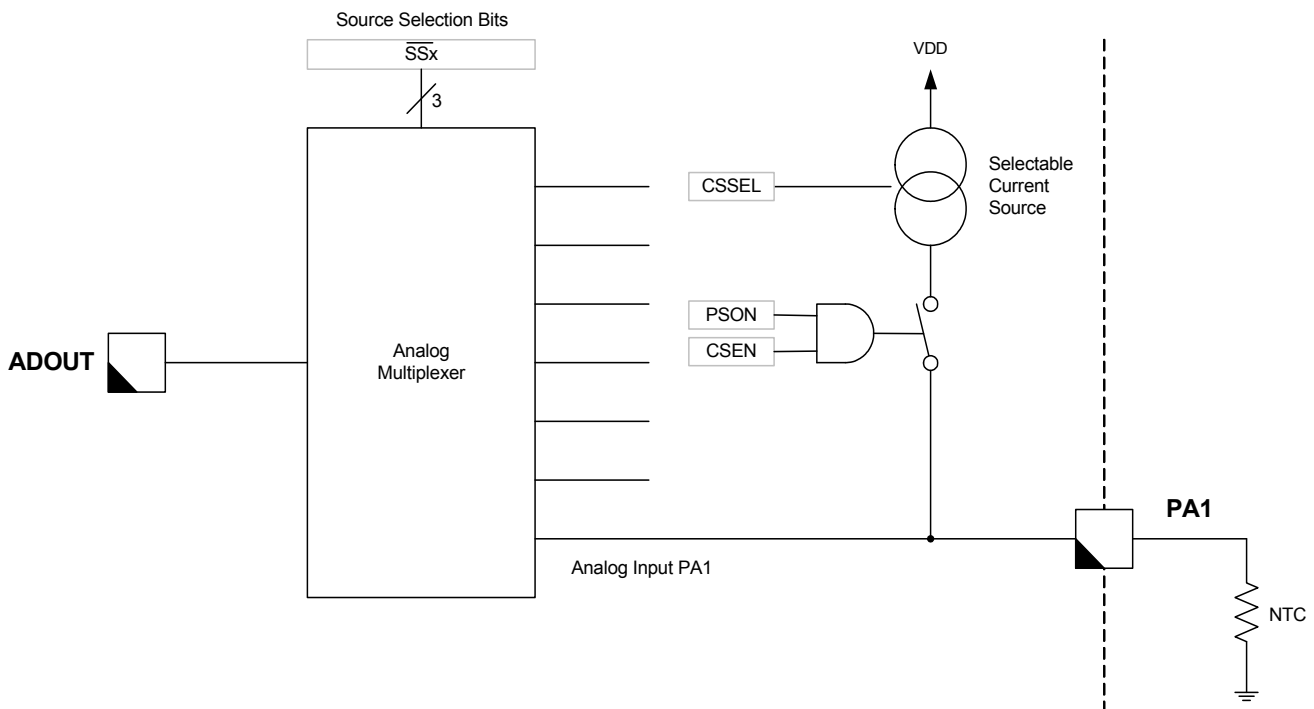 Source Selection Bits
SSx
3
VDD
CSSEL
Selectable
Current
Source
PSON
CSEN
Analog
Multiplexer
ADOUT
PA1
Analog Input PA1
NTC